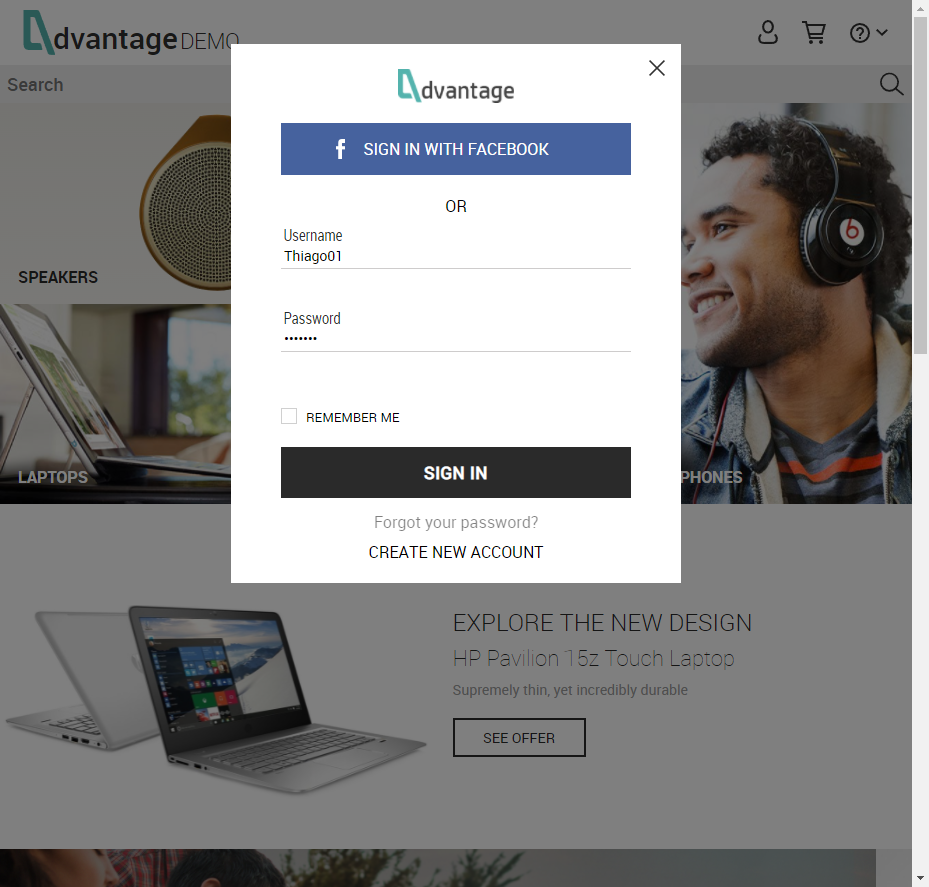 dvantage DEMO
Search
dvantage
SIGN IN WITH FACEBOOK
OR
Username
Thiago01
Password
•••••••
REMEMBER ME
SIGN IN
Forgot your password?
CREATE NEW ACCOUNT
SPEAKERS
LAPTOPS
PHONES
EXPLORE THE NEW DESIGN
HP Pavilion 15z Touch Laptop
Supremely thin, yet incredibly durable
SEE OFFER